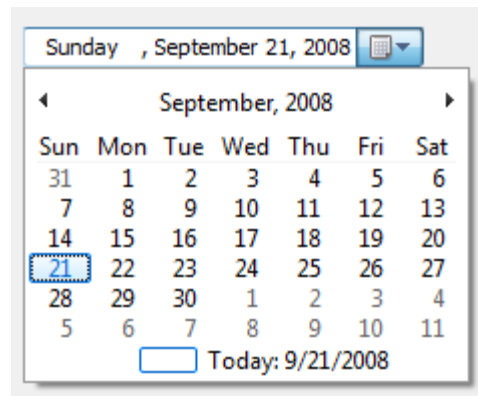 Sunday , September 21, 2008
September, 2008
Sun Mon Tue Wed Thu Fri Sat
31 1 2 3 4 5 6
7 8 9 10 11 12 13
14 15 16 17 18 19 20
21 22 23 24 25 26 27
28 29 30 1 2 3 4
5 6 7 8 9 10 11
Today: 9/21/2008